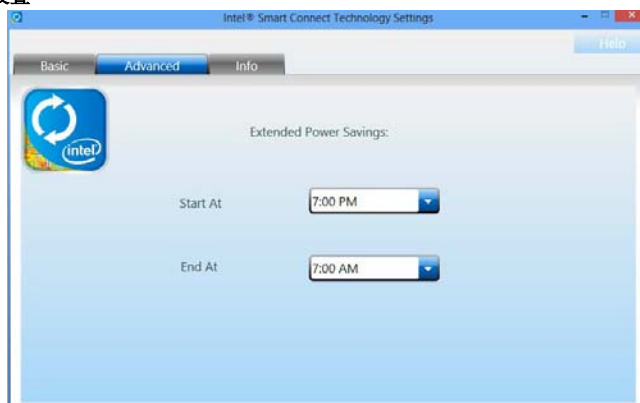 Intel® Smart Connect Technology Settings
Help
Basic Advanced Info
intel
Extended Power Savings:
Start At 7:00 PM
End At 7:00 AM